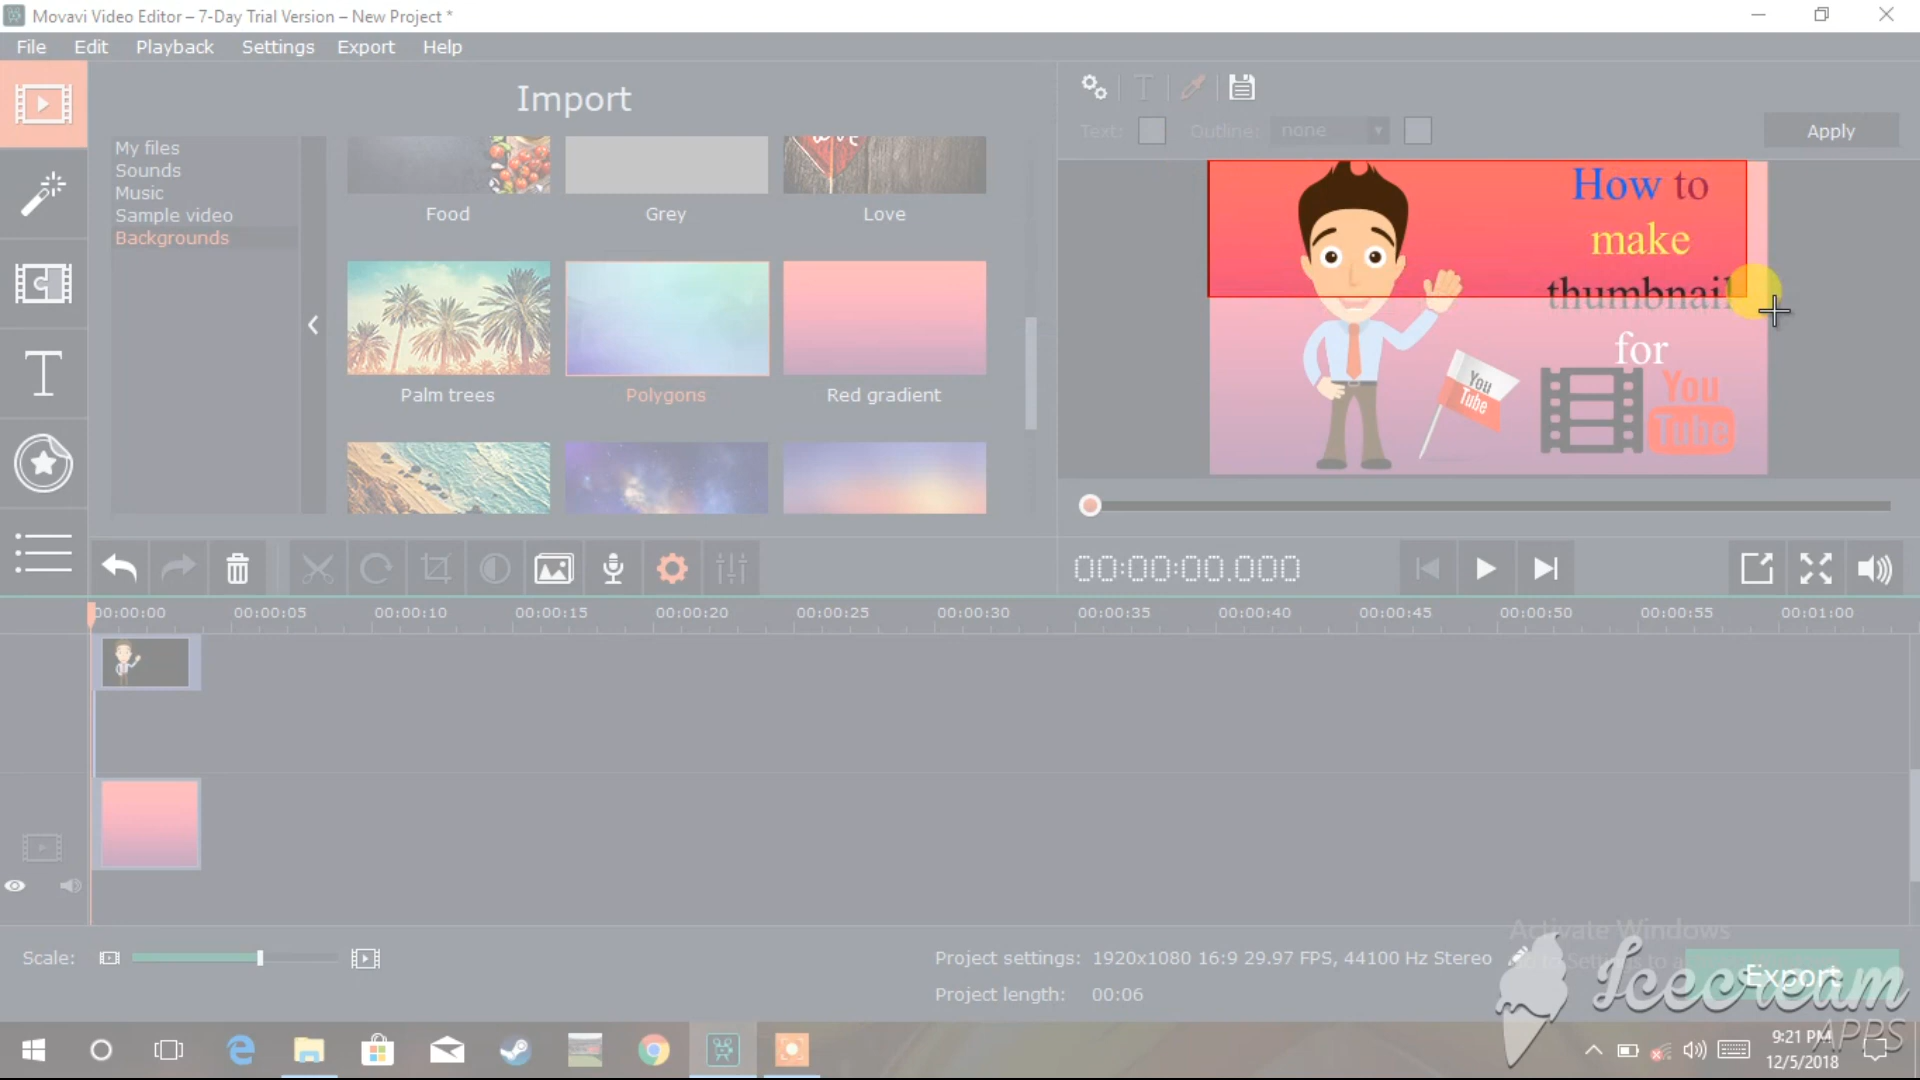 Movavi Video Editor – 7-Day Trial Version – New Project *
File Edit Playback Settings Export Help
Import
My files
Sounds
Music
Sample video
Backgrounds
Food
Grey
Love
Palm trees
Polygons
Red gradient
Text:
Outline:
none
Apply
How to
make
thumbnail
for
You
Tube
You
Tube
00:00:00.000
00:00:00 00:00:05 00:00:10 00:00:15 00:00:20 00:00:25 00:00:30 00:00:35 00:00:40 00:00:45 00:00:50 00:00:55 00:01:00
Scale:
Project settings: 1920x1080 16:9 29.97 FPS, 44100 Hz Stereo
Project length: 00:06
Activate Windows
Export
Icecream
APPS
9:21 PM
12/5/2018